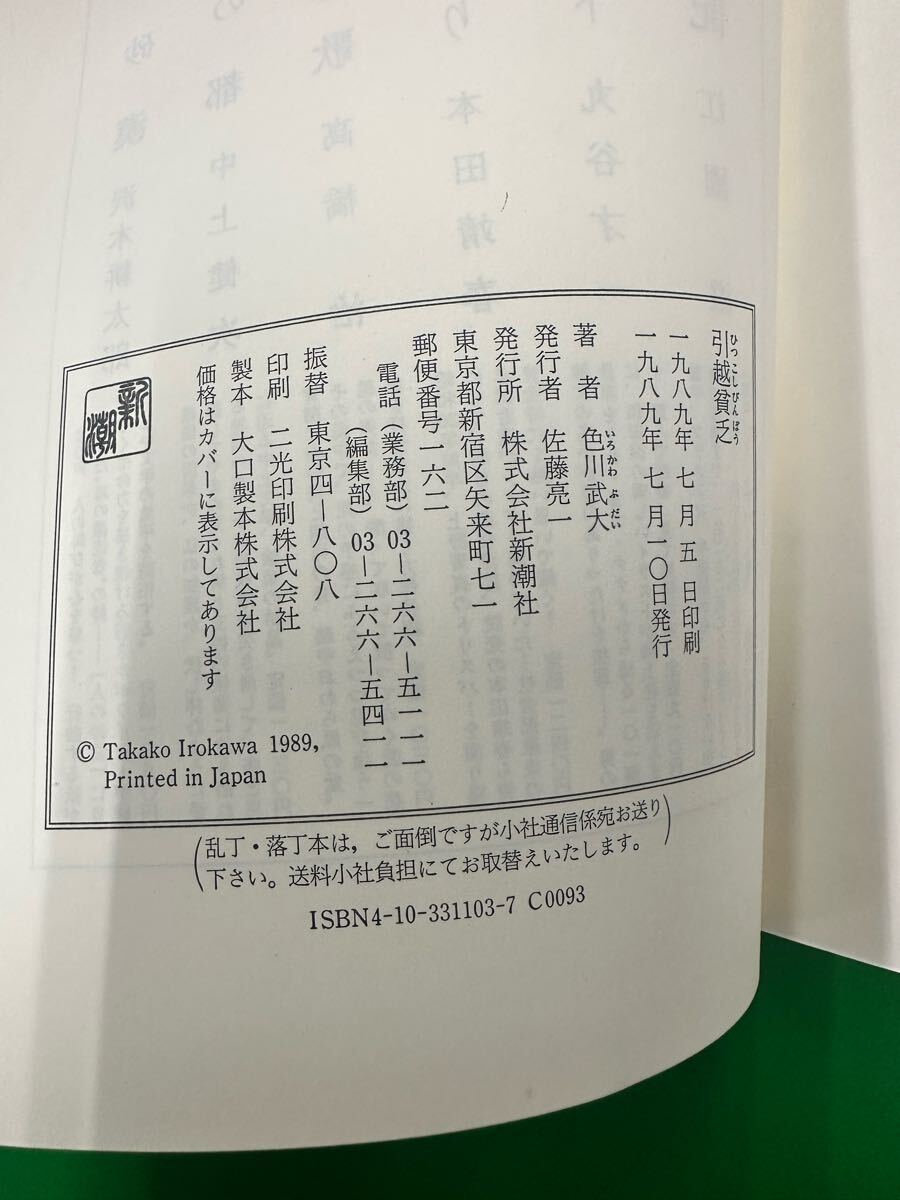 引越貧乏
ひっこしびんぼう
一九八九年 七月 五 日印刷
一九八九年 七月一〇日発行
著 者 色川武大
いろかわぶだい
発行者 佐藤亮一
発行所 株式会社新潮社
東京都新宿区矢来町七一
郵便番号一六二
電話(業務部)03―二六六―五一一一
(編集部)03―二六六―五四一一
振替 東京四―八〇八
印刷 二光印刷株式会社
製本 大口製本株式会社
価格はカバーに表示してあります
新潮
© Takako Irokawa 1989,
Printed in Japan
(乱丁・落丁本は，ご面倒ですが小社通信係宛お送り
下さい。送料小社負担にてお取替えいたします。)
ISBN4-10-331103-7 C0093